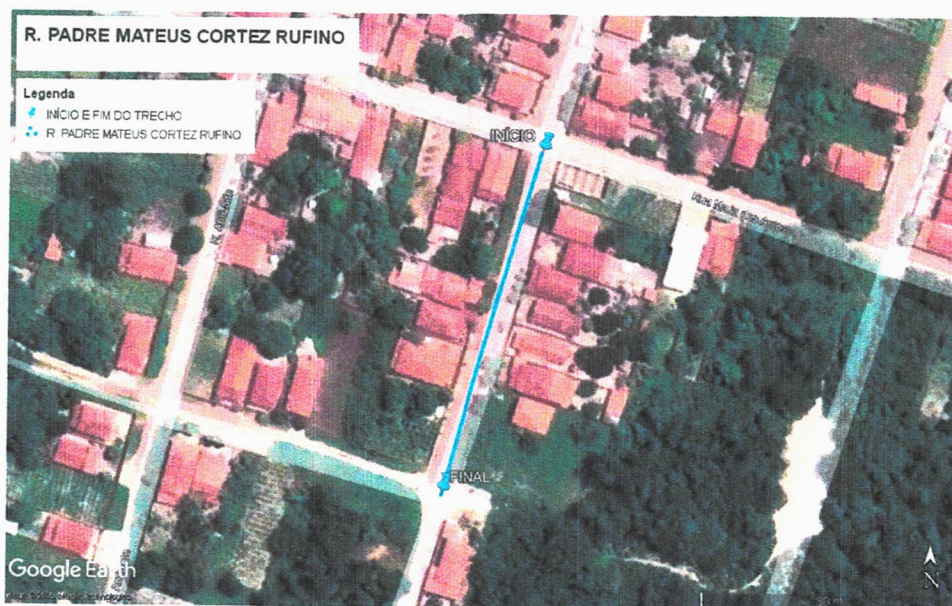 R. PADRE MATEUS CORTEZ RUFINO
Legenda
INÍCIO E FIM DO TRECHO
R PADRE MATEUS CORTEZ RUFINO
INÍCIO
FINAL
Google Earth
N